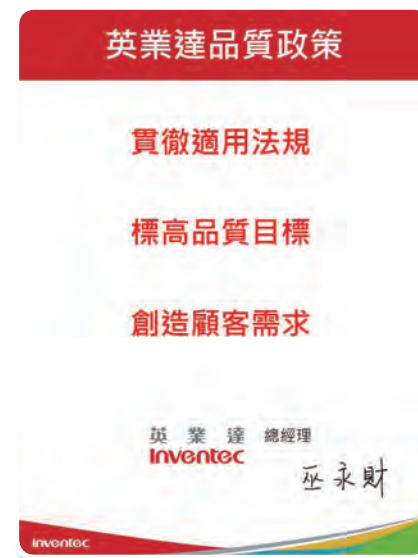 英業達品質政策
貫徹適用法規
標高品質目標
創造顧客需求
英業達 總經理
Inventec
巫永財
Inventec